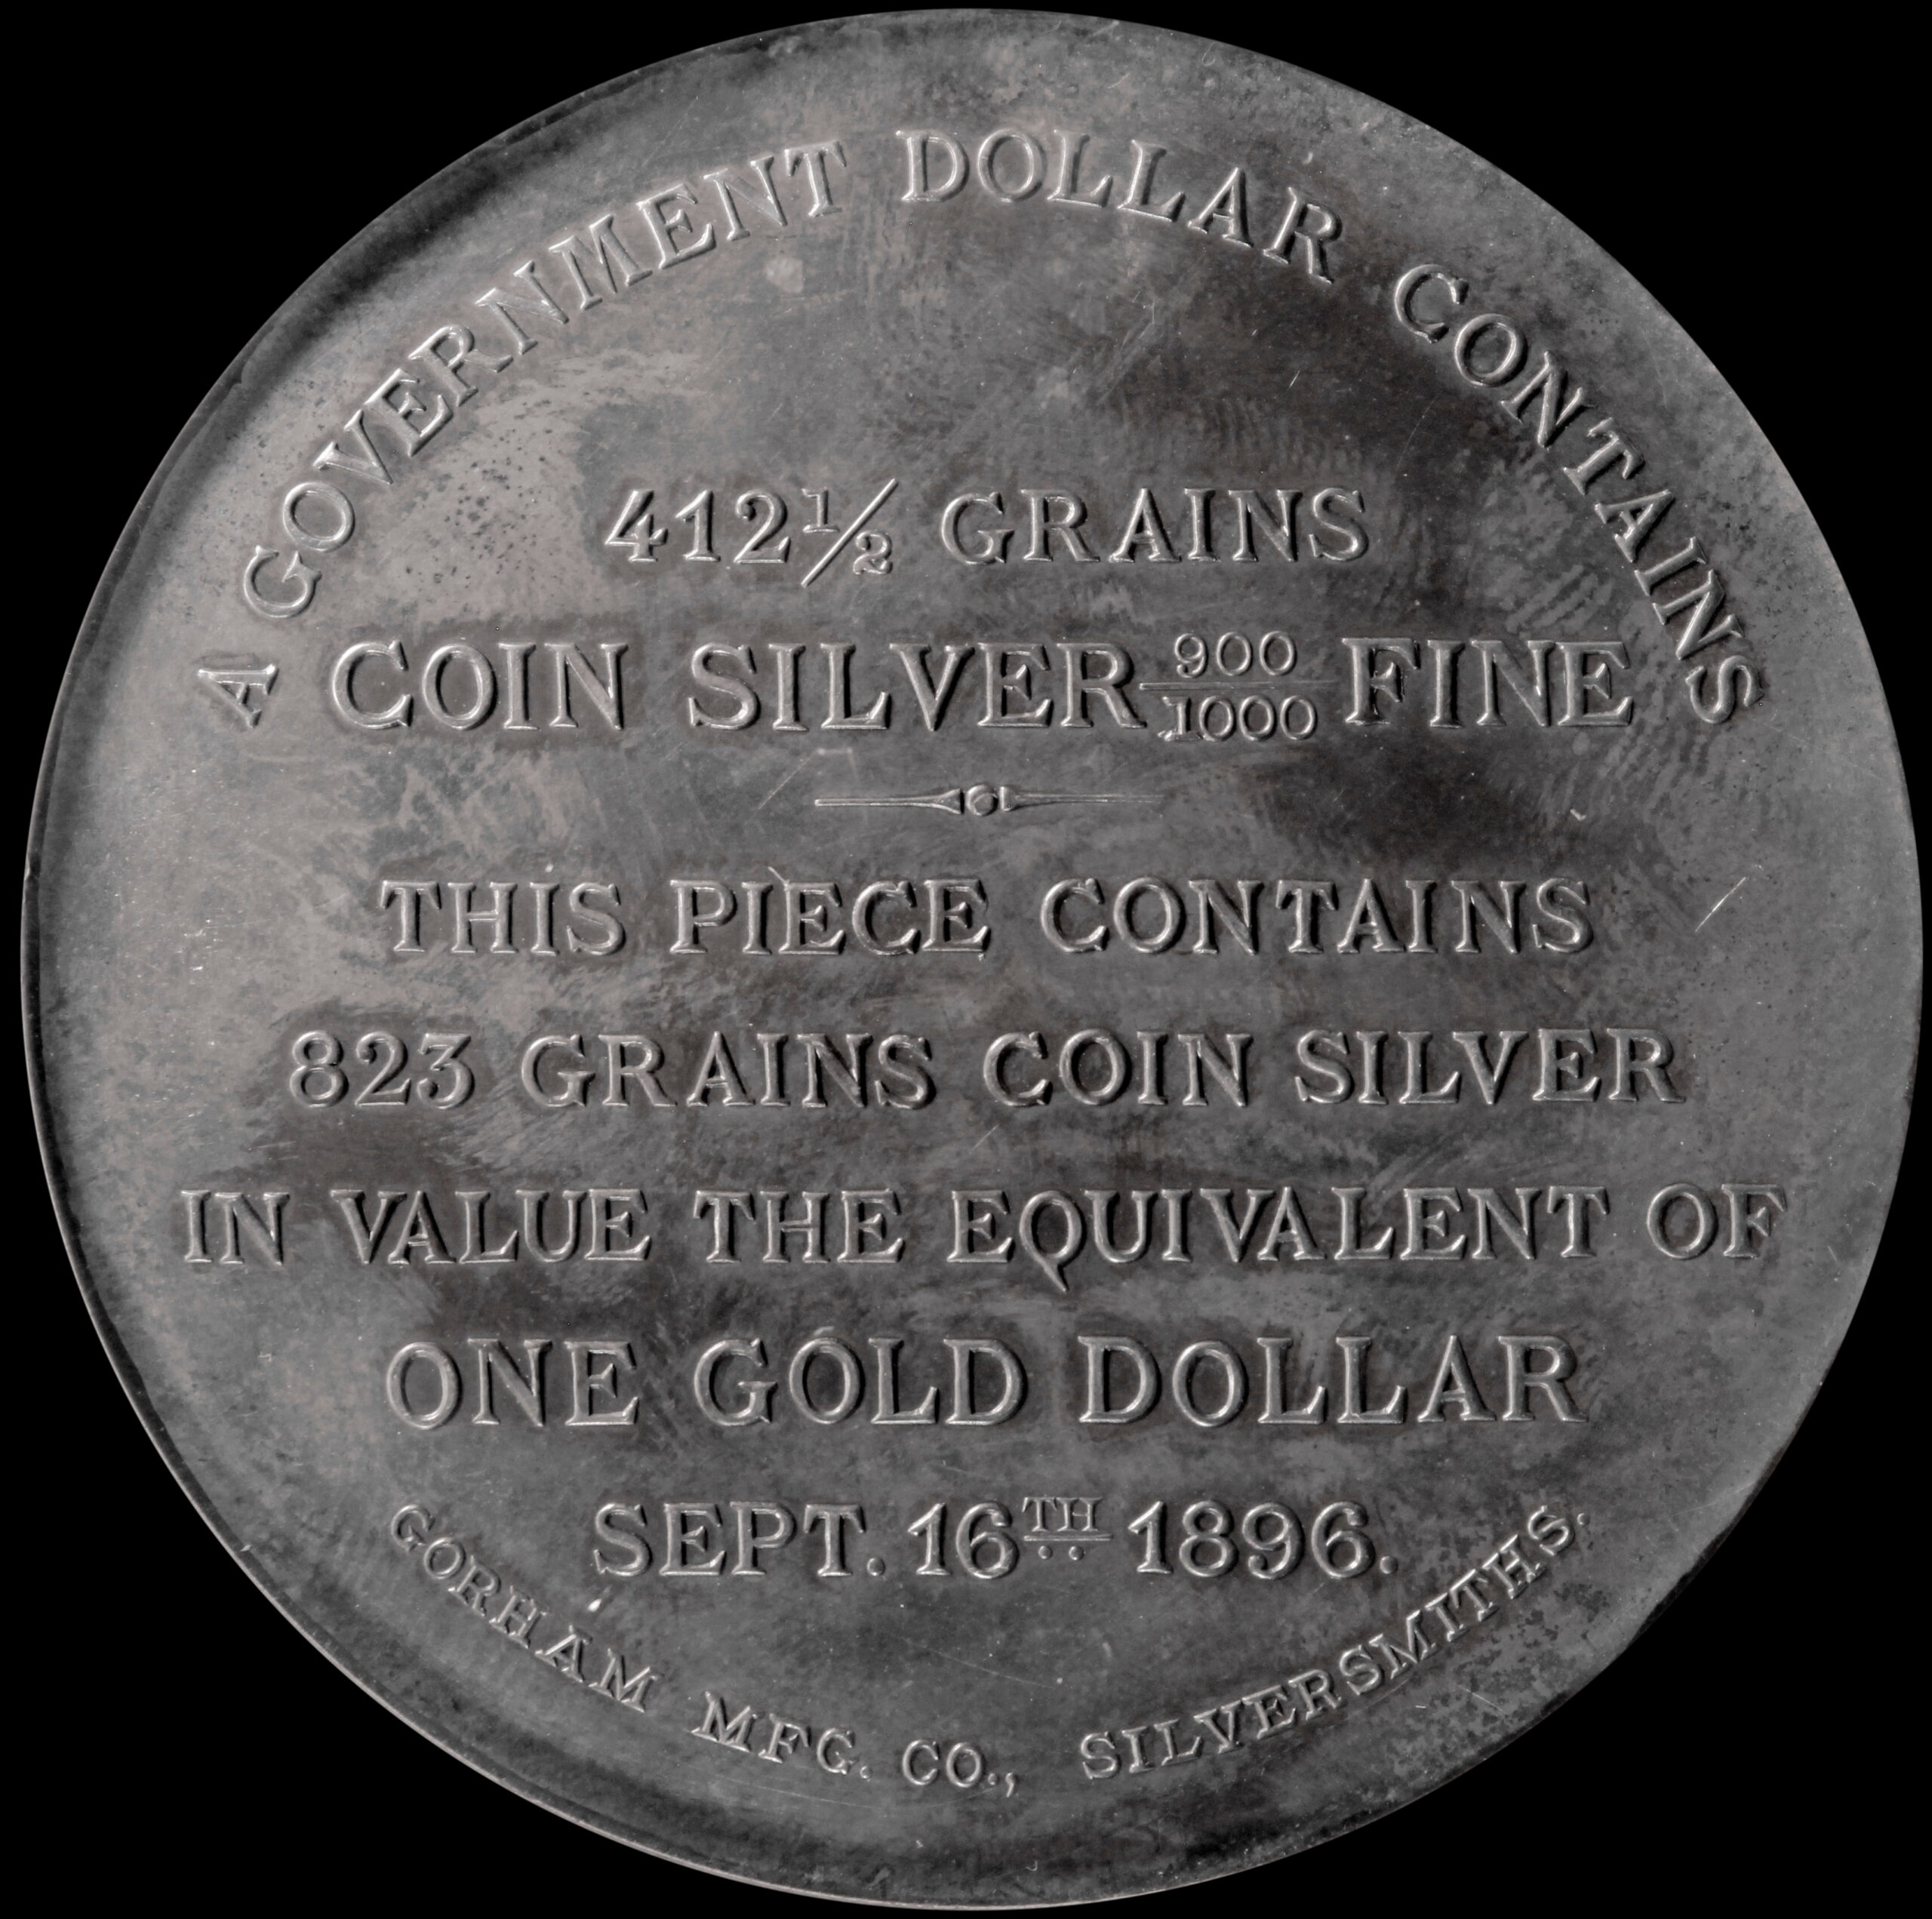 A GOVERNMENT DOLLAR CONTAINS
412½ GRAINS
COIN SILVER 900/1000 FINE
THIS PIECE CONTAINS
823 GRAINS COIN SILVER
IN VALUE THE EQUIVALENT OF
ONE GOLD DOLLAR
SEPT. 16TH 1896.
GORHAM MFG. CO., SILVERSMITHS.